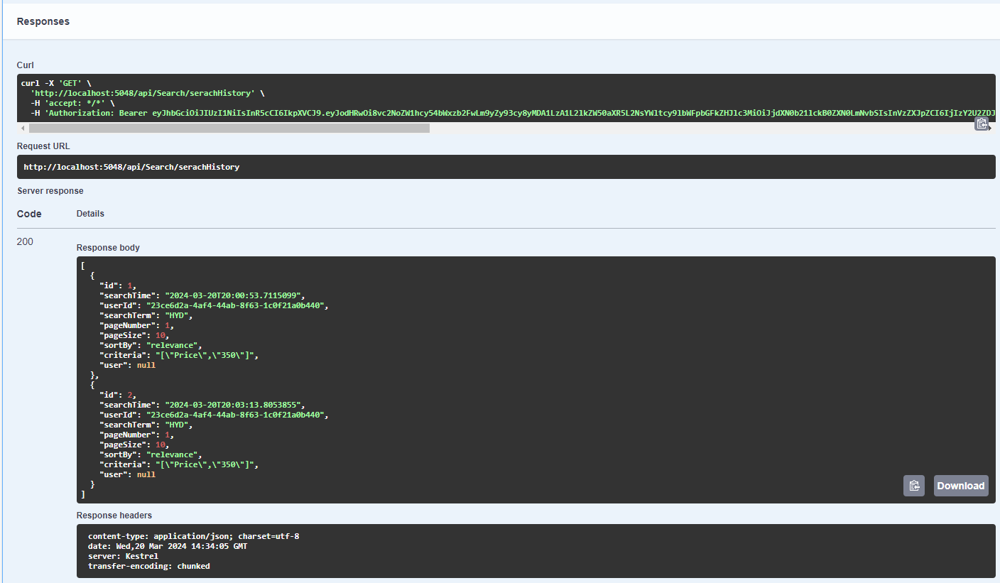 Responses
Curl
curl -X 'GET' \
'http://localhost:5048/api/Search/serachHistory' \
-H 'accept: */*' \
-H 'Authorization: Bearer eyJhbGciOiJIUzI1NiIsInR5cCI6IkpXVCJ9.eyJodHRwOi8vc2NoZW1hcy54bWxzb2FwLm9yZy93cy8yMDA1LzA1L2lkZW50aXR5L2NsYWltcy9lbWFpbGFkZHJlc3MiOiJjdXN0b21lckB0ZXN0LmNvbSIsInVzZXJpZCI6IjIzY2U2ZDJ
Request URL
http://localhost:5048/api/Search/serachHistory
Server response
Code Details
200
Response body
[
{
"id": 1,
"searchTime": "2024-03-20T20:00:53.7115099",
"userId": "23ce6d2a-4af4-44ab-8f63-1c0f21a0b440",
"searchTerm": "HYD",
"pageNumber": 1,
"pageSize": 10,
"sortBy": "relevance",
"criteria": "[\"Price\",\"350\"]",
"user": null
},
{
"id": 2,
"searchTime": "2024-03-20T20:03:13.8053855",
"userId": "23ce6d2a-4af4-44ab-8f63-1c0f21a0b440",
"searchTerm": "HYD",
"pageNumber": 1,
"pageSize": 10,
"sortBy": "relevance",
"criteria": "[\"Price\",\"350\"]",
"user": null
}
]
Download
Response headers
content-type: application/json; charset=utf-8
date: Wed,20 Mar 2024 14:34:05 GMT
server: Kestrel
transfer-encoding: chunked